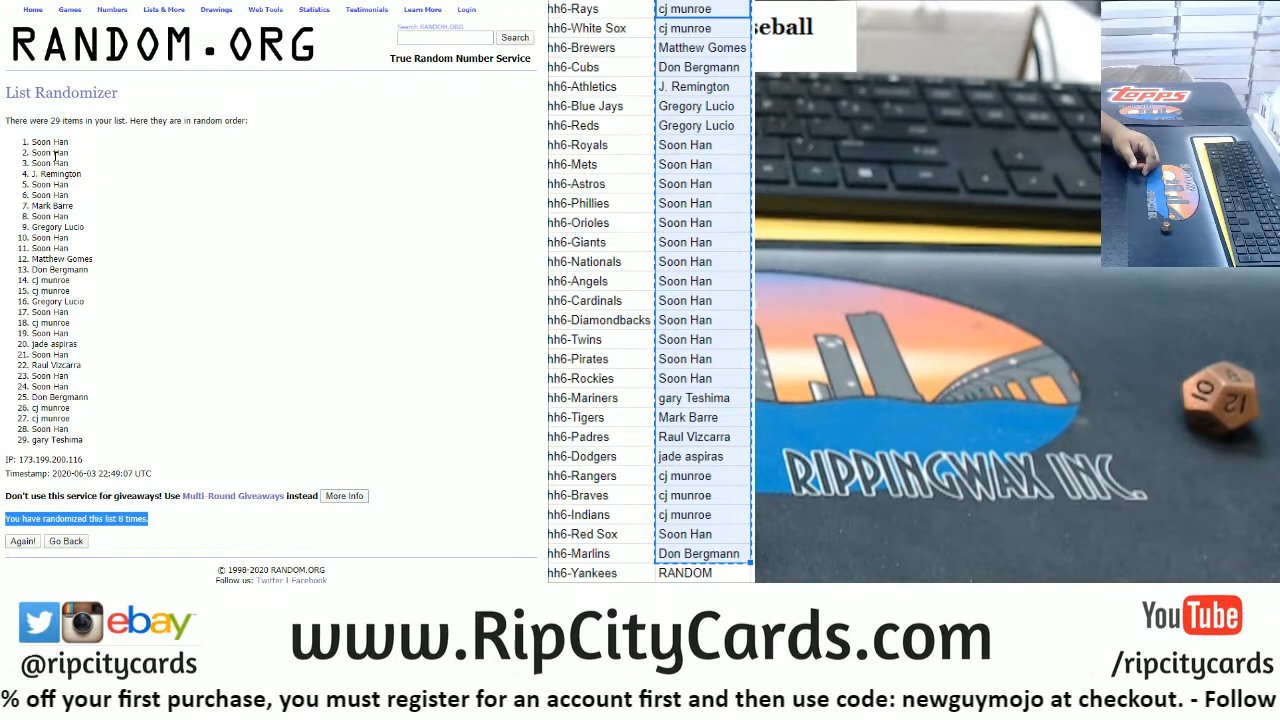 Home Games Numbers Lists & More Drawings Web Tools Statistics Testimonials Learn More Login
RANDOM.ORG
Search RANDOM.ORG
Search
True Random Number Service
List Randomizer
There were 29 items in your list. Here they are in random order:
1. Soon Han
2. Soon Han
3. Soon Han
4. J. Remington
5. Soon Han
6. Soon Han
7. Mark Barre
8. Soon Han
9. Gregory Lucio
10. Soon Han
11. Soon Han
12. Matthew Gomes
13. Don Bergmann
14. cj munroe
15. cj munroe
16. Gregory Lucio
17. Soon Han
18. cj munroe
19. Soon Han
20. jade aspiras
21. Soon Han
22. Raul Vizcarra
23. Soon Han
24. Soon Han
25. Don Bergmann
26. cj munroe
27. cj munroe
28. Soon Han
29. gary Teshima
IP: 173.199.200.116
Timestamp: 2020-06-03 22:49:07 UTC
Don't use this service for giveaways! Use Multi-Round Giveaways instead More Info
You have randomized this list 8 times.
Again! Go Back
© 1998-2020 RANDOM.ORG
Follow us: Twitter | Facebook
hh6-Rays cj munroe
hh6-White Sox cj munroe
hh6-Brewers Matthew Gomes
hh6-Cubs Don Bergmann
hh6-Athletics J. Remington
hh6-Blue Jays Gregory Lucio
hh6-Reds Gregory Lucio
hh6-Royals Soon Han
hh6-Mets Soon Han
hh6-Astros Soon Han
hh6-Phillies Soon Han
hh6-Orioles Soon Han
hh6-Giants Soon Han
hh6-Nationals Soon Han
hh6-Angels Soon Han
hh6-Cardinals Soon Han
hh6-Diamondbacks Soon Han
hh6-Twins Soon Han
hh6-Pirates Soon Han
hh6-Rockies Soon Han
hh6-Mariners gary Teshima
hh6-Tigers Mark Barre
hh6-Padres Raul Vizcarra
hh6-Dodgers jade aspiras
hh6-Rangers cj munroe
hh6-Braves cj munroe
hh6-Indians cj munroe
hh6-Red Sox Soon Han
hh6-Marlins Don Bergmann
hh6-Yankees RANDOM
seball
topps
RIPPINGWAX INC.
10 12
ebay
@ripcitycards
www.RipCityCards.com
YouTube
/ripcitycards
% off your first purchase, you must register for an account first and then use code: newguymojo at checkout. - Follow